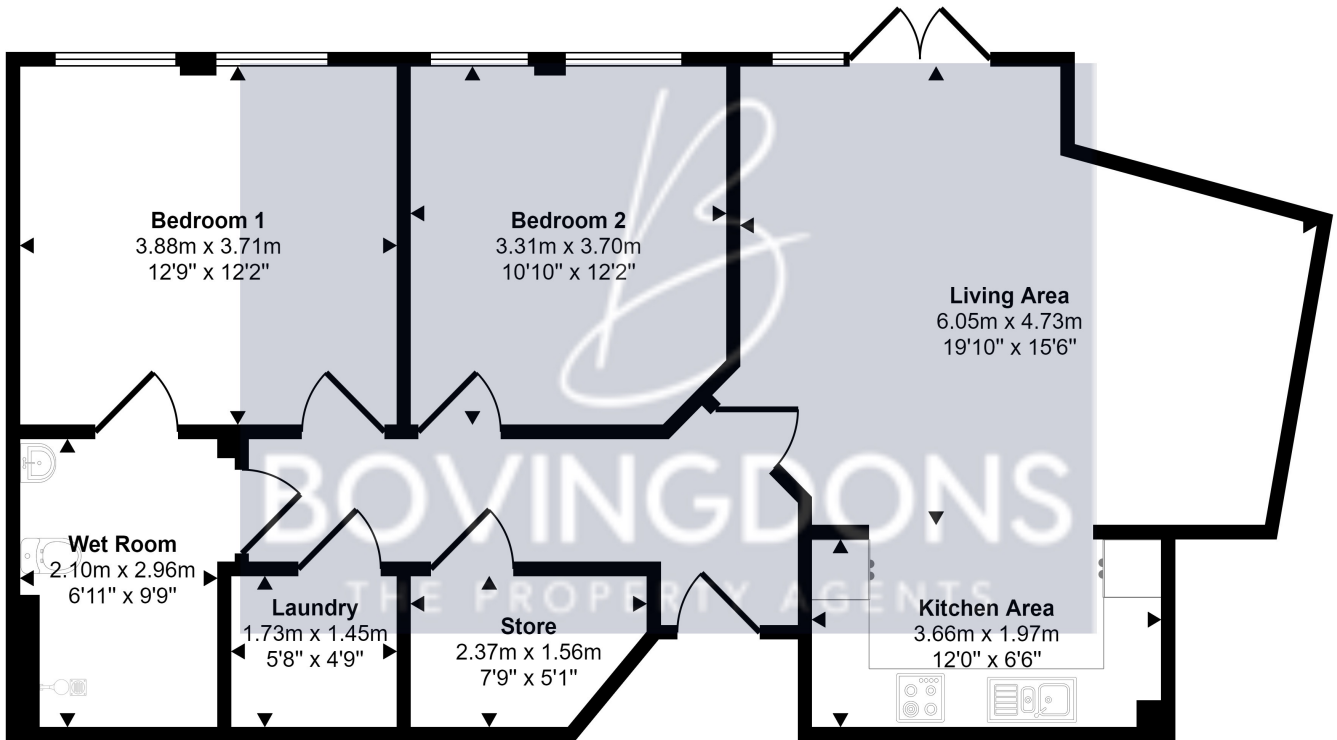 Bedroom 1
3.88m x 3.71m
12'9" x 12'2"
Bedroom 2
3.31m x 3.70m
10'10" x 12'2"
Living Area
6.05m x 4.73m
19'10" x 15'6"
BOVINGDONS
THE PROPERTY AGENTS
Wet Room
2.10m x 2.96m
6'11" x 9'9"
Laundry
1.73m x 1.45m
5'8" x 4'9"
Store
2.37m x 1.56m
7'9" x 5'1"
Kitchen Area
3.66m x 1.97m
12'0" x 6'6"